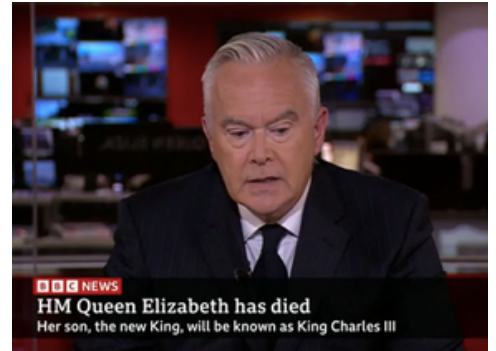 BBC NEWS
HM Queen Elizabeth has died
Her son, the new King, will be known as King Charles III